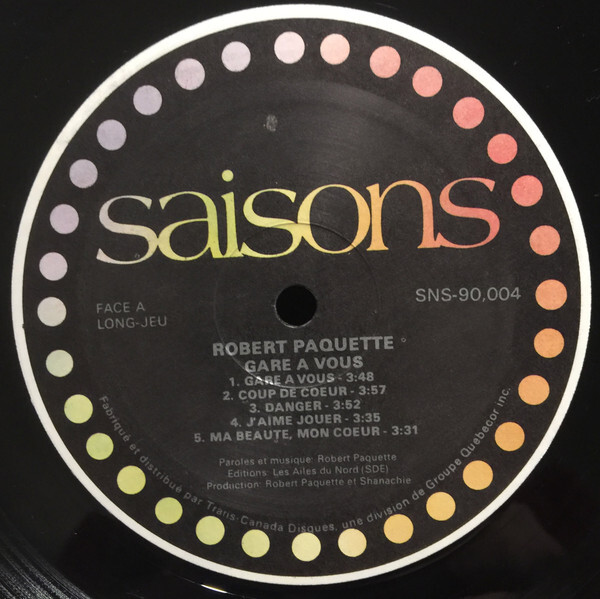 saisons
FACE A
LONG-JEU
SNS-90,004
ROBERT PAQUETTE
GARE A VOUS
1. GARE A VOUS - 3:48
2. COUP DE COEUR - 3:57
3. DANGER - 3:52
4. J'AIME JOUER - 3:35
5. MA BEAUTE, MON COEUR - 3:31
Paroles et musique: Robert Paquette
Editions: Les Ailes du Nord (SDE)
Production: Robert Paquette et Shanachie
Fabriqué et distribué par Trans-Canada Disques, une division de Groupe Quebecor inc.